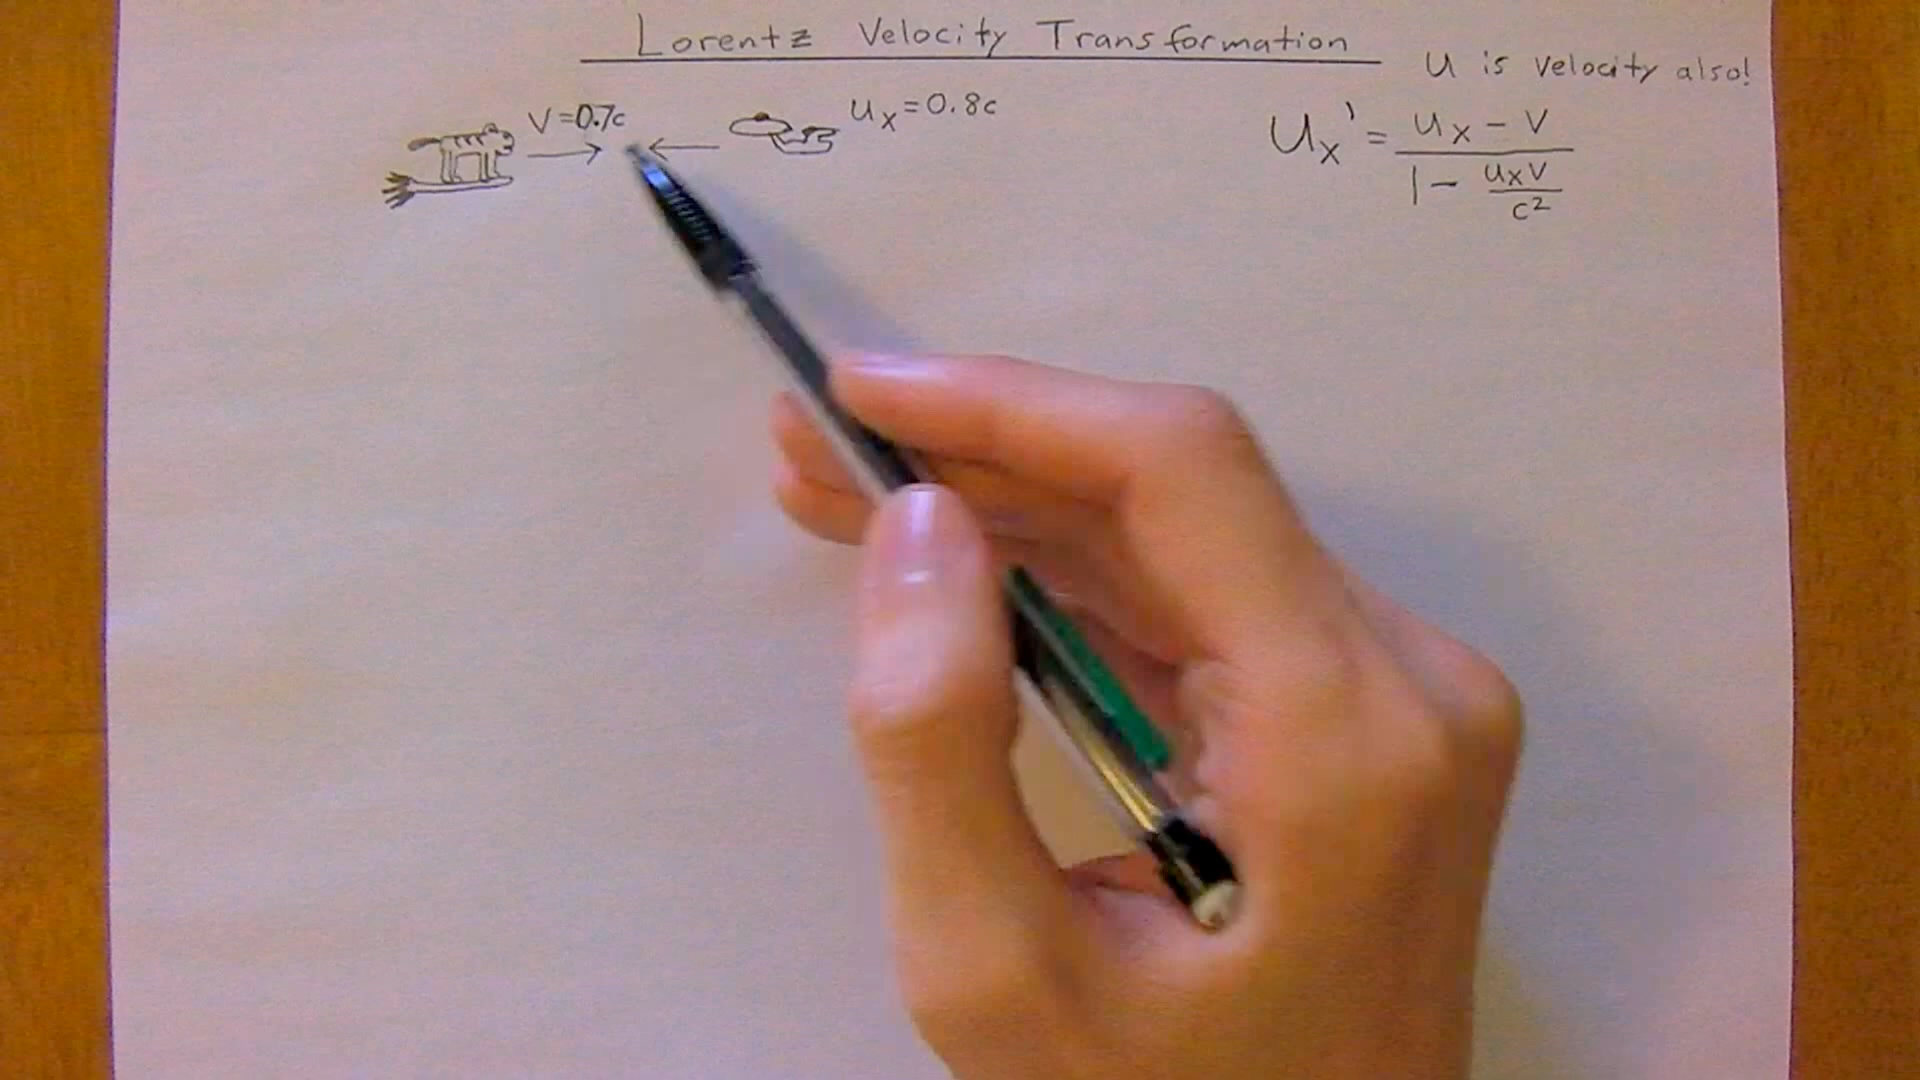 Lorentz Velocity Transformation
u is velocity also!
V=0.7c
uₓ=0.8c
uₓ' = uₓ - v
1 - uₓv
c²